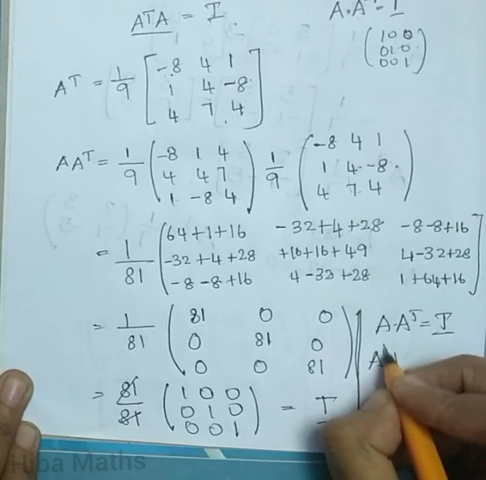 AᵀA = I. A·Aᵀ = I
(1 0 0
0 1 0
0 0 1)
Aᵀ = 1/9 [-8 4 1
1 4 -8
4 7 4]
AAᵀ = 1/9 (-8 1 4
4 4 7
1 -8 4) 1/9 (-8 4 1
1 4 -8
4 7 4)
= 1/81 [64+1+16 -32+4+28 -8-8+16
-32+4+28 +16+16+49 4-32+28
-8-8+16 4-32+28 1+64+16]
= 1/81 (81 0 0
0 81 0
0 0 81)
A·Aᵀ = I
= 81/81 (1 0 0
0 1 0
0 0 1) = I
Hiba Maths